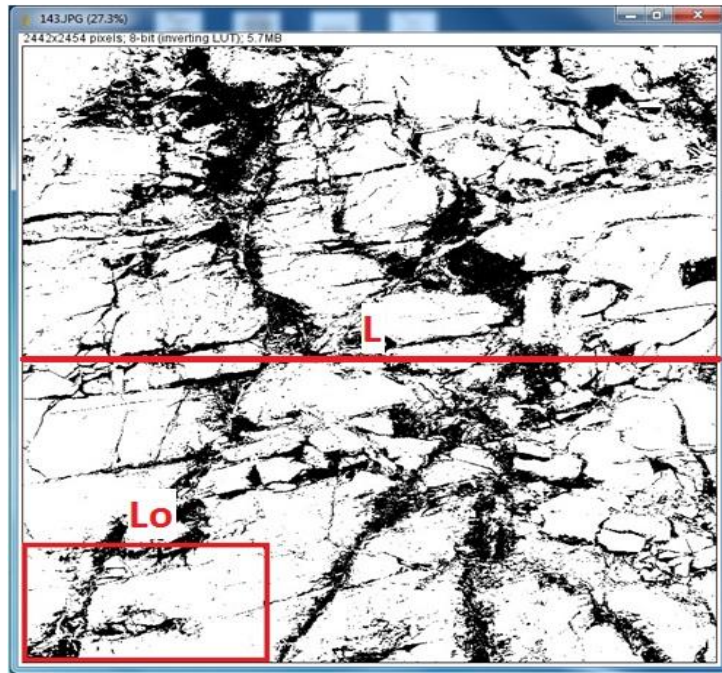 143.JPG (27.3%)
2442x2454 pixels; 8-bit (inverting LUT); 5.7MB
L
Lo